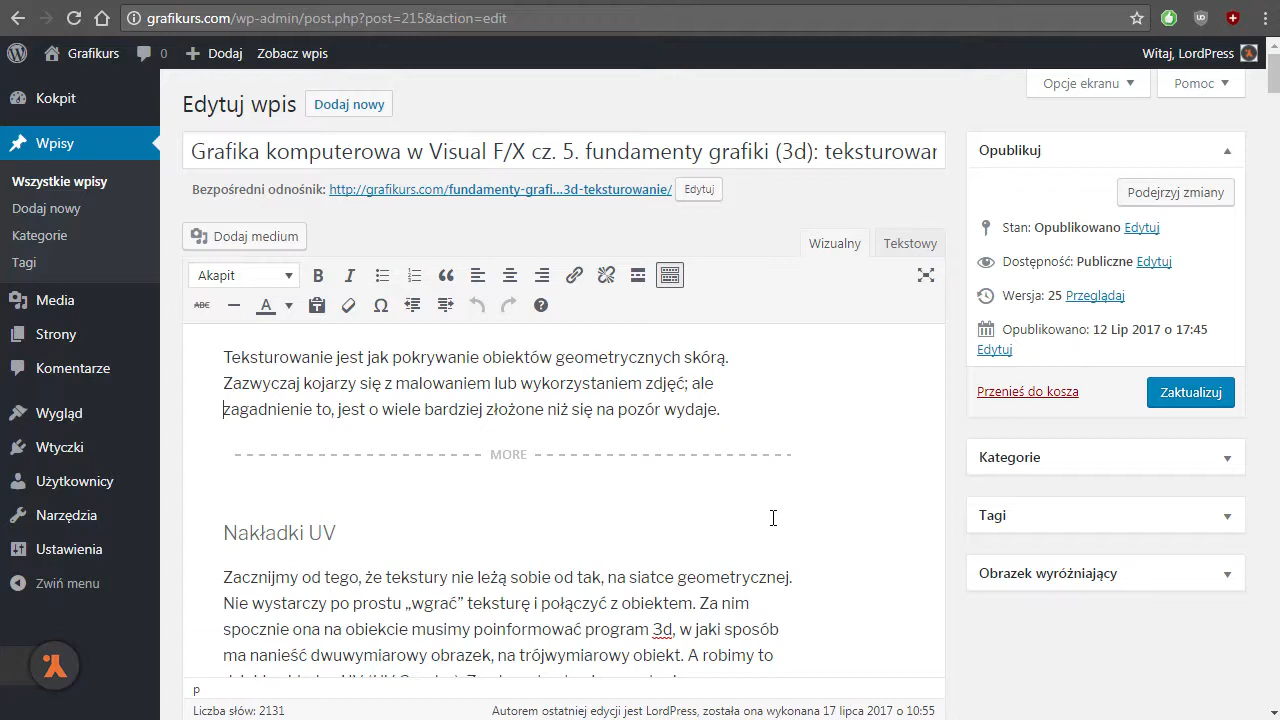 grafikurs.com/wp-admin/post.php?post=215&action=edit
Grafikurs 0 Dodaj Zobacz wpis Witaj, LordPress
Kokpit
Wpisy
Wszystkie wpisy
Dodaj nowy
Kategorie
Tagi
Media
Strony
Komentarze
Wygląd
Wtyczki
Użytkownicy
Narzędzia
Ustawienia
Zwiń menu
Opcje ekranu Pomoc
Edytuj wpis Dodaj nowy
Grafika komputerowa w Visual F/X cz. 5. fundamenty grafiki (3d): teksturowan
Bezpośredni odnośnik: http://grafikurs.com/fundamenty-grafi...3d-teksturowanie/ Edytuj
Dodaj medium
Wizualny Tekstowy
Akapit B I
ABC A
Teksturowanie jest jak pokrywanie obiektów geometrycznych skórą.
Zazwyczaj kojarzy się z malowaniem lub wykorzystaniem zdjęć; ale
zagadnienie to, jest o wiele bardziej złożone niż się na pozór wydaje.
MORE
Nakładki UV
Zacznijmy od tego, że tekstury nie leżą sobie od tak, na siatce geometrycznej.
Nie wystarczy po prostu „wgrać” teksturę i połączyć z obiektem. Za nim
spocznie ona na obiekcie musimy poinformować program 3d, w jaki sposób
ma nanieść dwuwymiarowy obrazek, na trójwymiarowy obiekt. A robimy to
p
Liczba słów: 2131 Autorem ostatniej edycji jest LordPress, została ona wykonana 17 lipca 2017 o 10:55
Opublikuj
Podejrzyj zmiany
Stan: Opublikowano Edytuj
Dostępność: Publiczne Edytuj
Wersja: 25 Przeglądaj
Opublikowano: 12 Lip 2017 o 17:45
Edytuj
Przenieś do kosza Zaktualizuj
Kategorie
Tagi
Obrazek wyróżniający